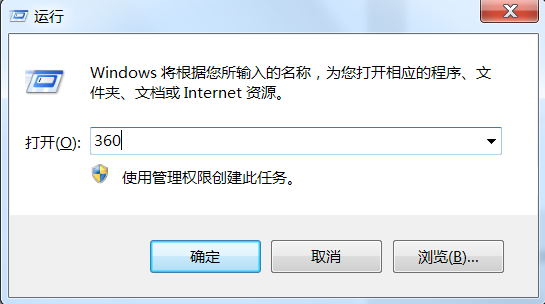 运行
Windows 将根据您所输入的名称，为您打开相应的程序、文
件夹、文档或 Internet 资源。
打开(O): 360
使用管理权限创建此任务。
确定 取消 浏览(B)...